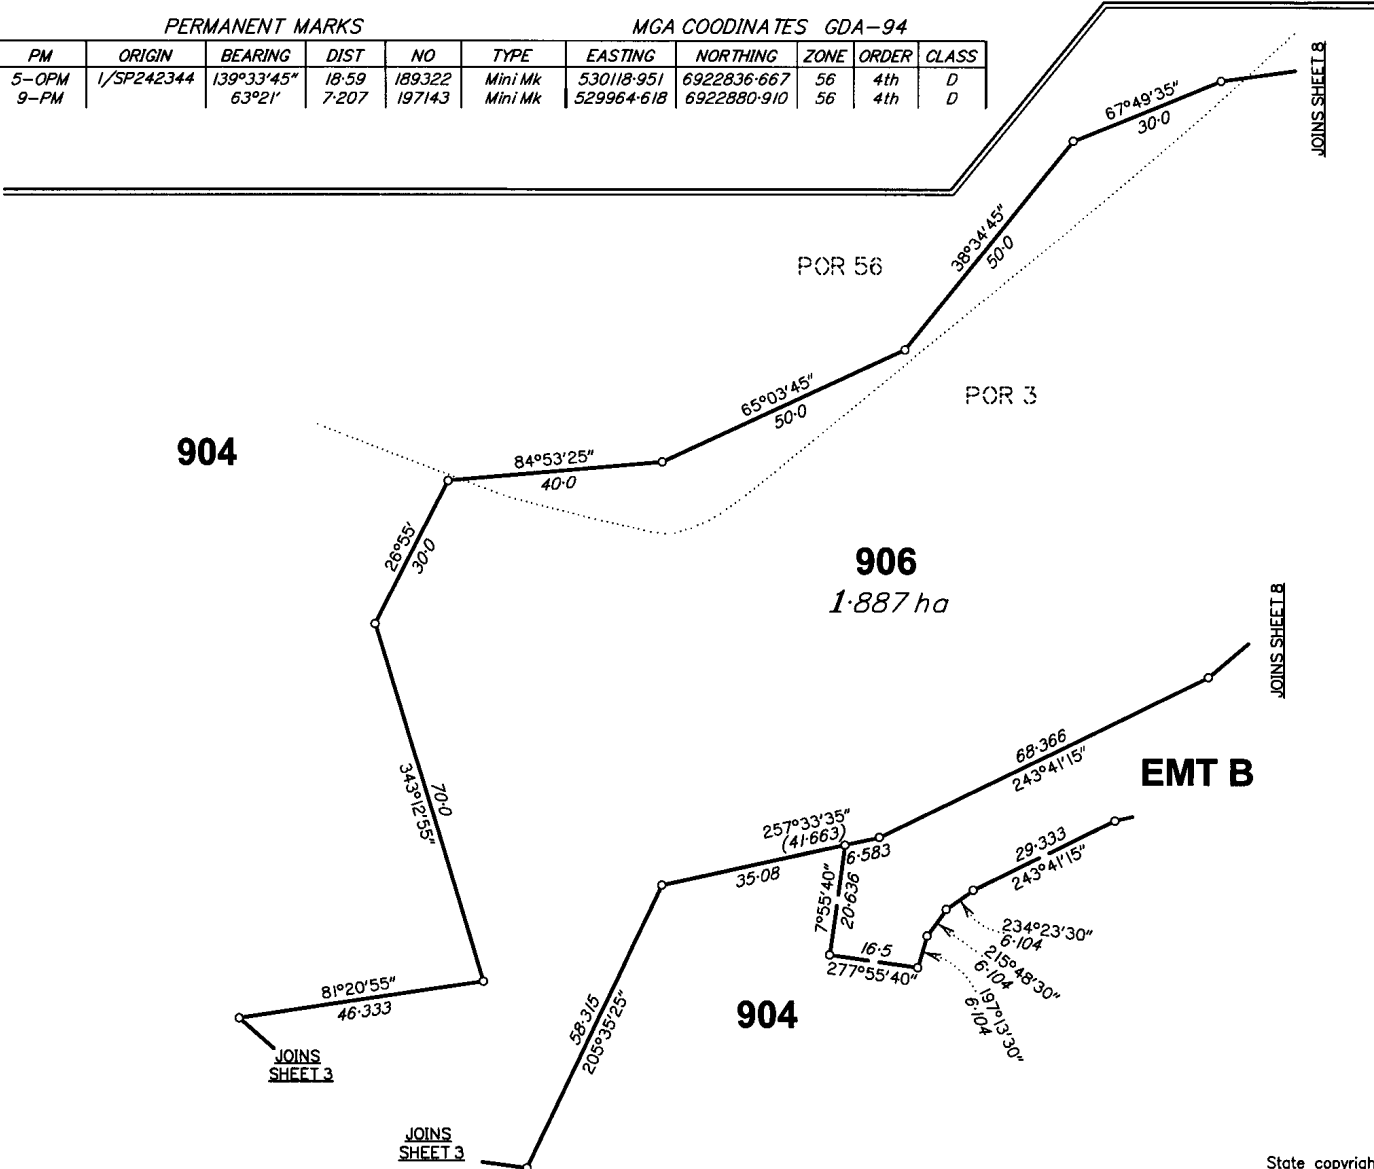 PERMANENT MARKS
MGA COODINATES GDA-94
PM ORIGIN BEARING DIST NO TYPE EASTING NORTHING ZONE ORDER CLASS
5-OPM 1/SP242344 139°33'45" 18·59 189322 Mini Mk 530118·951 6922836·667 56 4th D
9-PM 63°21' 7·207 197143 Mini Mk 529964·618 6922880·910 56 4th D
JOINS SHEET 8
67°49'35"
30·0
38°34'45"
50·0
POR 56
POR 3
65°03'45"
50·0
904
84°53'25"
40·0
26°55'
30·0
906
1·887 ha
JOINS SHEET 8
70·0
343°12'55"
68·366
243°41'15"
EMT B
257°33'35"
(41·663)
6·583
35·08
7°55'40"
20·636
29·333
243°41'15"
234°23'30"
6·104
215°48'30"
6·104
197°13'30"
6·104
16·5
277°55'40"
81°20'55"
46·333
58·315
205°35'25"
904
JOINS
SHEET 3
JOINS
SHEET 3
State copyrigh